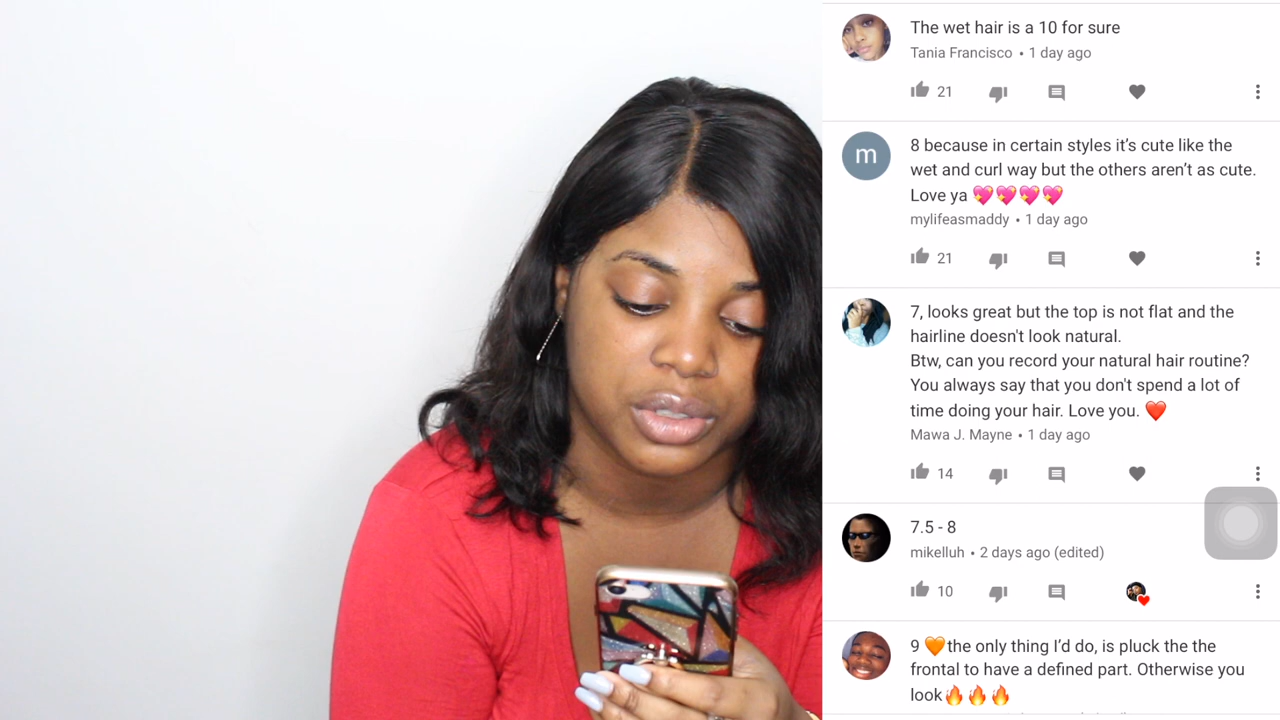 The wet hair is a 10 for sure
Tania Francisco • 1 day ago
21
m
8 because in certain styles it’s cute like the
wet and curl way but the others aren’t as cute.
Love ya 💖💖💖💖
mylifeasmaddy • 1 day ago
21
7, looks great but the top is not flat and the
hairline doesn't look natural.
Btw, can you record your natural hair routine?
You always say that you don't spend a lot of
time doing your hair. Love you. ❤️
Mawa J. Mayne • 1 day ago
14
7.5 - 8
mikelluh • 2 days ago (edited)
10
9 🧡the only thing I’d do, is pluck the the
frontal to have a defined part. Otherwise you
look🔥🔥🔥